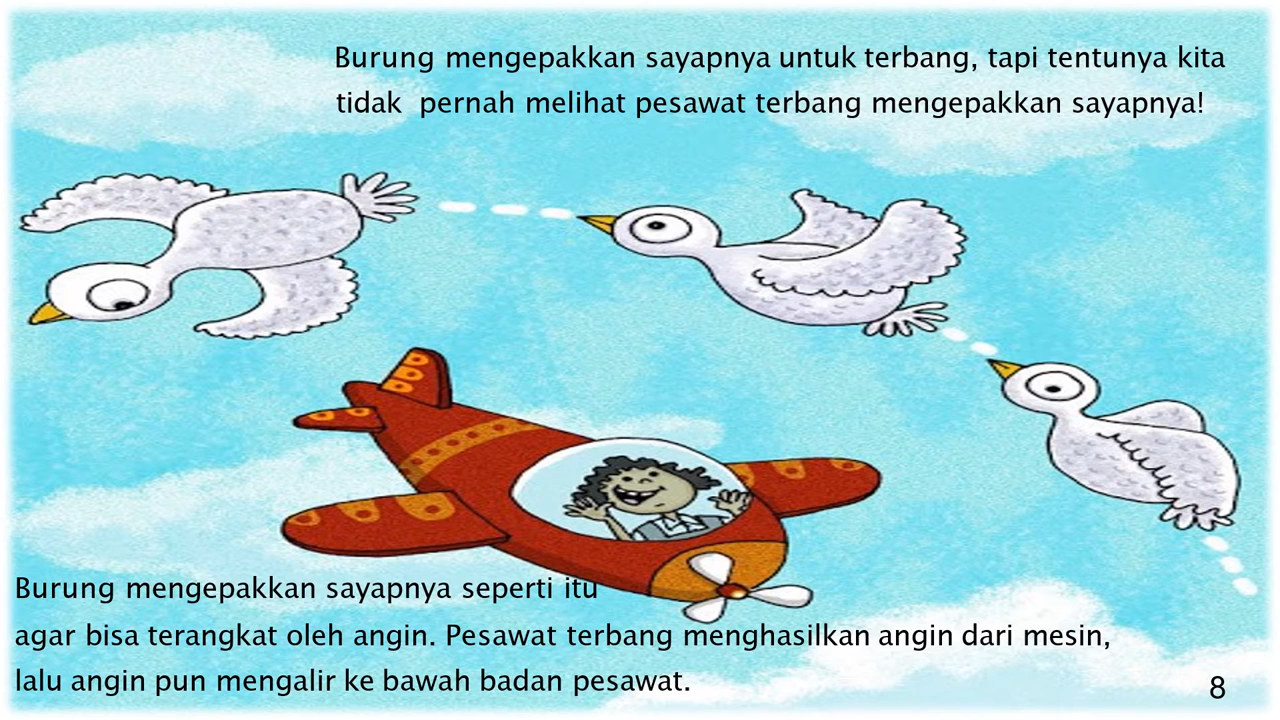 Burung mengepakkan sayapnya untuk terbang, tapi tentunya kita
tidak pernah melihat pesawat terbang mengepakkan sayapnya!
Burung mengepakkan sayapnya seperti itu
agar bisa terangkat oleh angin. Pesawat terbang menghasilkan angin dari mesin,
lalu angin pun mengalir ke bawah badan pesawat.
8